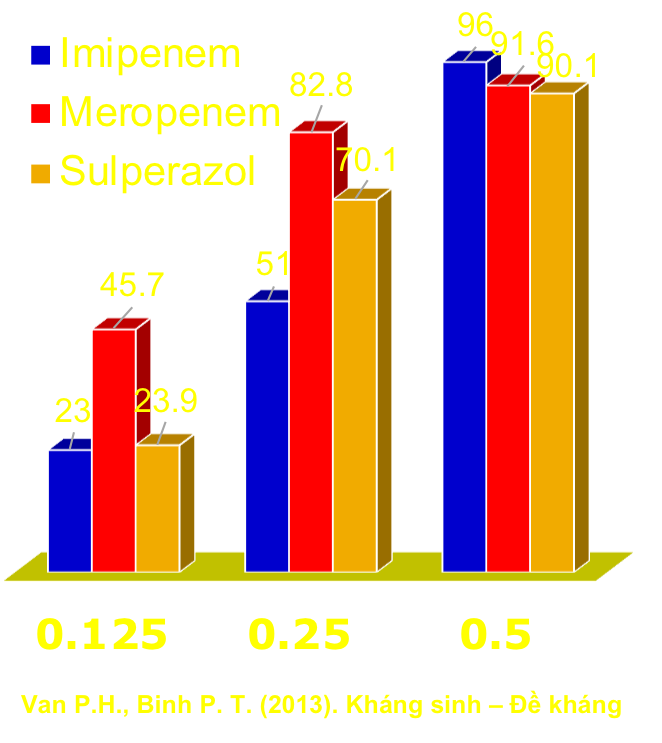 Imipenem
Meropenem
Sulperazol
23
45.7
23.9
51
82.8
70.1
96
91.6
90.1
0.125 0.25 0.5
Van P.H., Binh P. T. (2013). Kháng sinh – Đề kháng